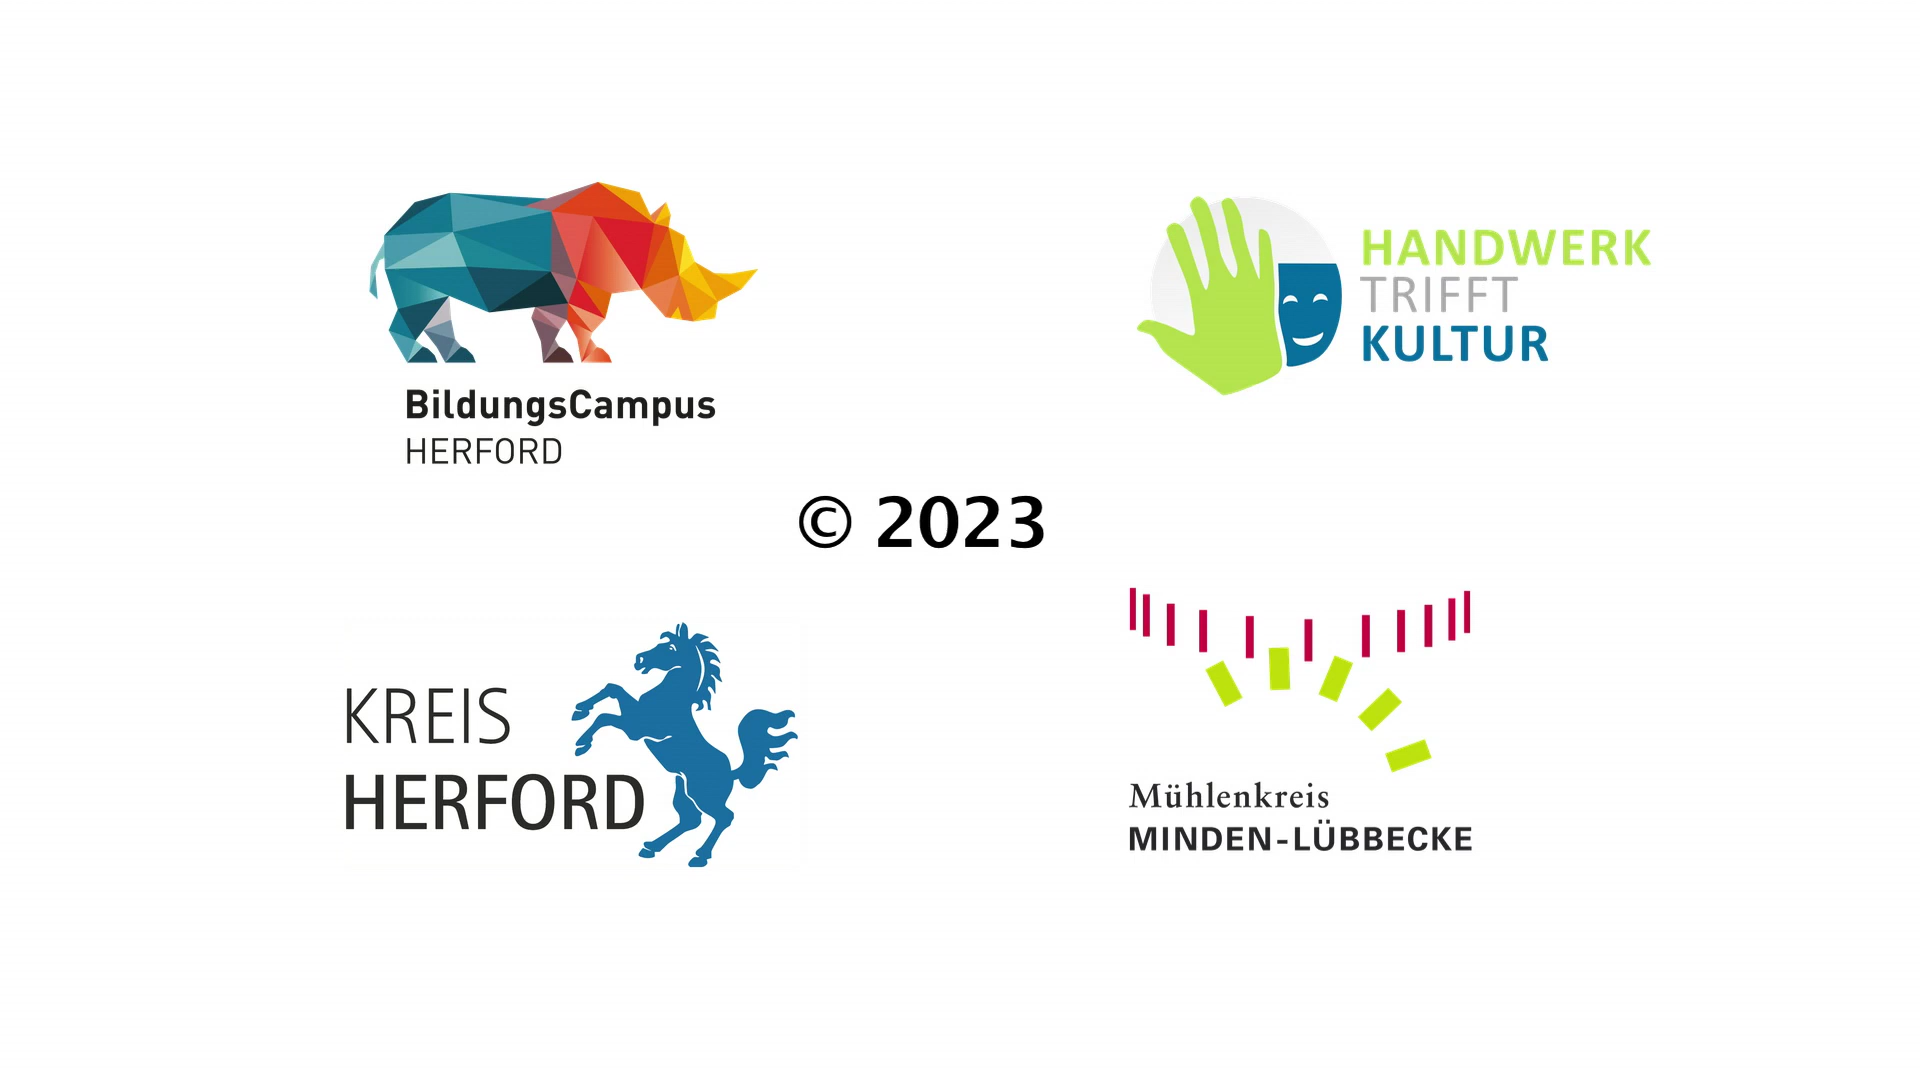 BildungsCampus
HERFORD
HANDWERK
TRIFFT
KULTUR
© 2023
KREIS
HERFORD
Mühlenkreis
MINDEN-LÜBBECKE